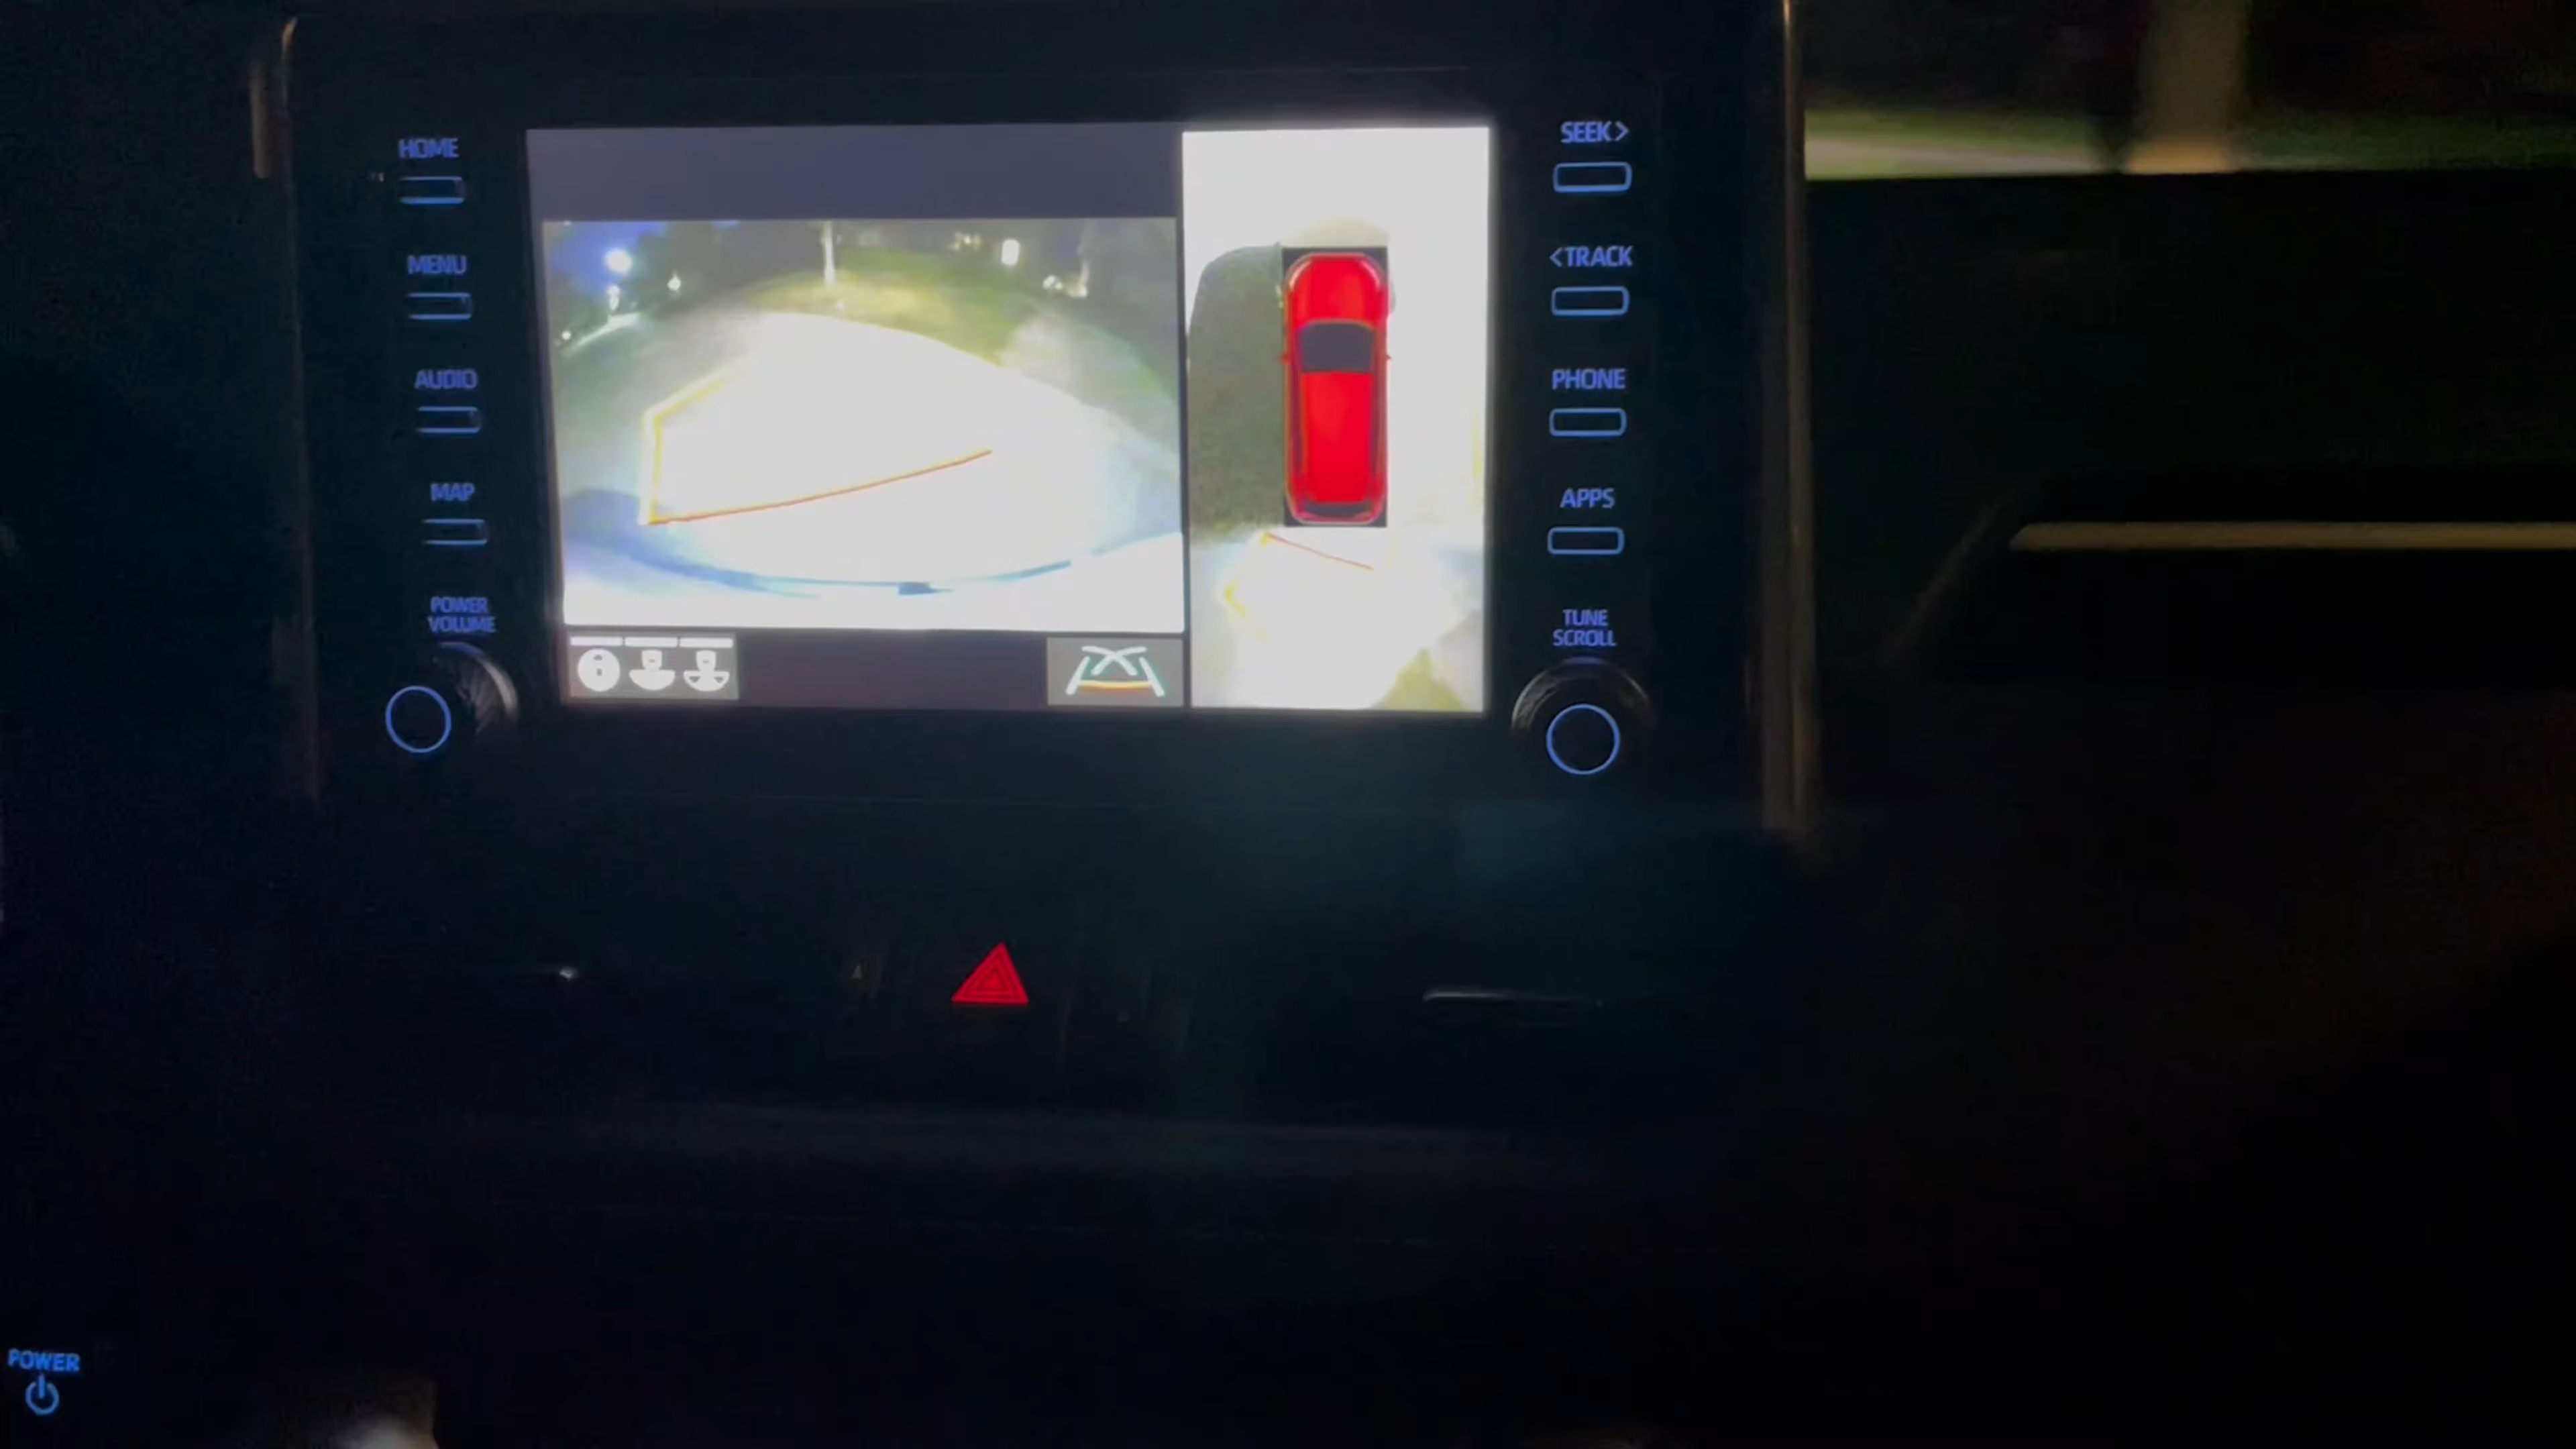 HOME
MENU
AUDIO
MAP
POWER
VOLUME
SEEK>
<TRACK
PHONE
APPS
TUNE
SCROLL
POWER